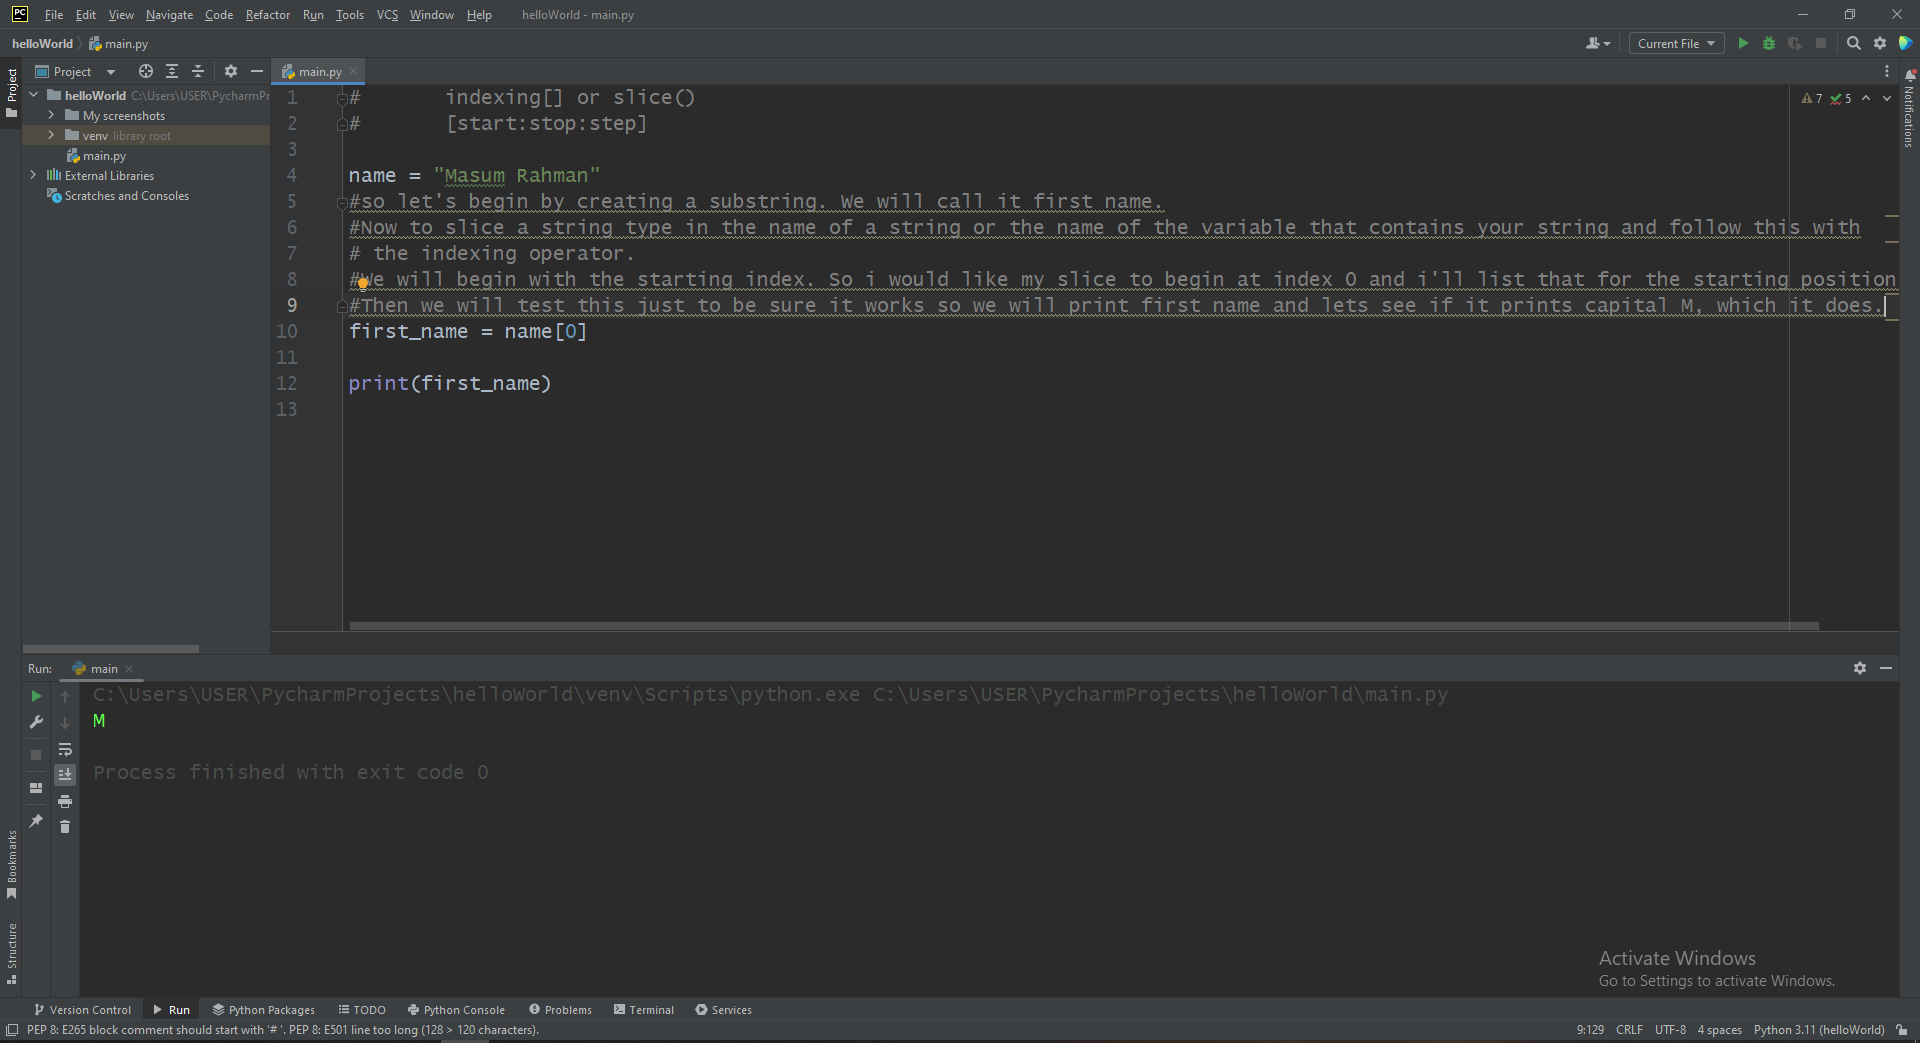 PC File Edit View Navigate Code Refactor Run Tools VCS Window Help helloWorld - main.py
helloWorld main.py Current File
Project main.py
Project
helloWorld C:\Users\USER\PycharmPr
My screenshots
venv library root
main.py
External Libraries
Scratches and Consoles
7 5
Notifications
1 # indexing[] or slice()
2 # [start:stop:step]
3
4 name = "Masum Rahman"
5 #so let's begin by creating a substring. We will call it first name.
6 #Now to slice a string type in the name of a string or the name of the variable that contains your string and follow this with
7 # the indexing operator.
8 #We will begin with the starting index. So i would like my slice to begin at index 0 and i'll list that for the starting position
9 #Then we will test this just to be sure it works so we will print first name and lets see if it prints capital M, which it does.
10 first_name = name[0]
11
12 print(first_name)
13
Run: main
C:\Users\USER\PycharmProjects\helloWorld\venv\Scripts\python.exe C:\Users\USER\PycharmProjects\helloWorld\main.py
M
Process finished with exit code 0
Bookmarks
Structure
Activate Windows
Go to Settings to activate Windows.
Version Control Run Python Packages TODO Python Console Problems Terminal Services
PEP 8: E265 block comment should start with '# '. PEP 8: E501 line too long (128 > 120 characters). 9:129 CRLF UTF-8 4 spaces Python 3.11 (helloWorld)